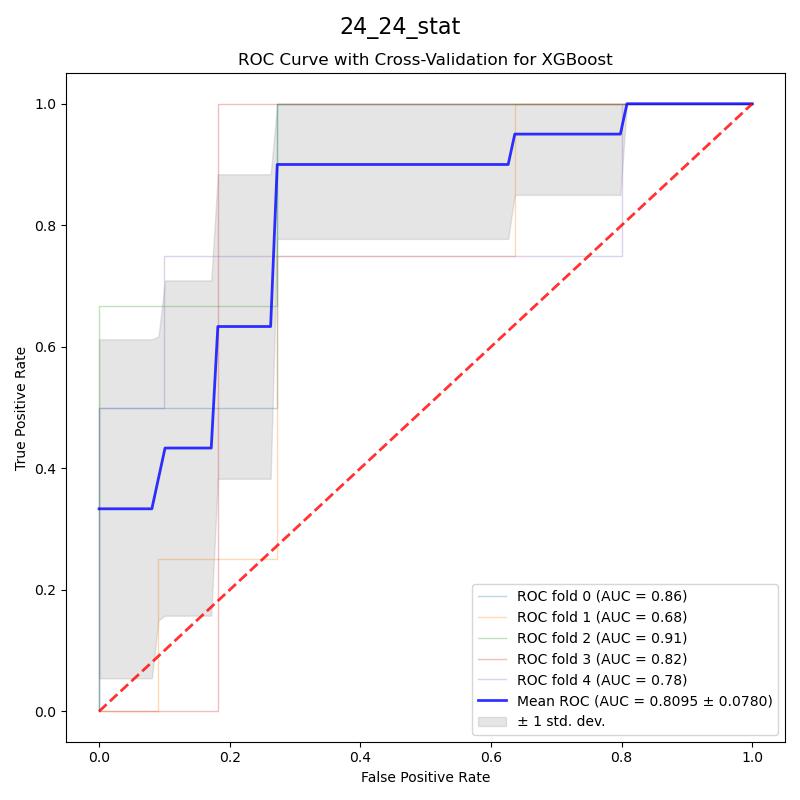 24_24_stat
ROC Curve with Cross-Validation for XGBoost
True Positive Rate
1.0
0.8
0.6
0.4
0.2
0.0
ROC fold 0 (AUC = 0.86)
ROC fold 1 (AUC = 0.68)
ROC fold 2 (AUC = 0.91)
ROC fold 3 (AUC = 0.82)
ROC fold 4 (AUC = 0.78)
Mean ROC (AUC = 0.8095 ± 0.0780)
± 1 std. dev.
0.0 0.2 0.4 0.6 0.8 1.0
False Positive Rate